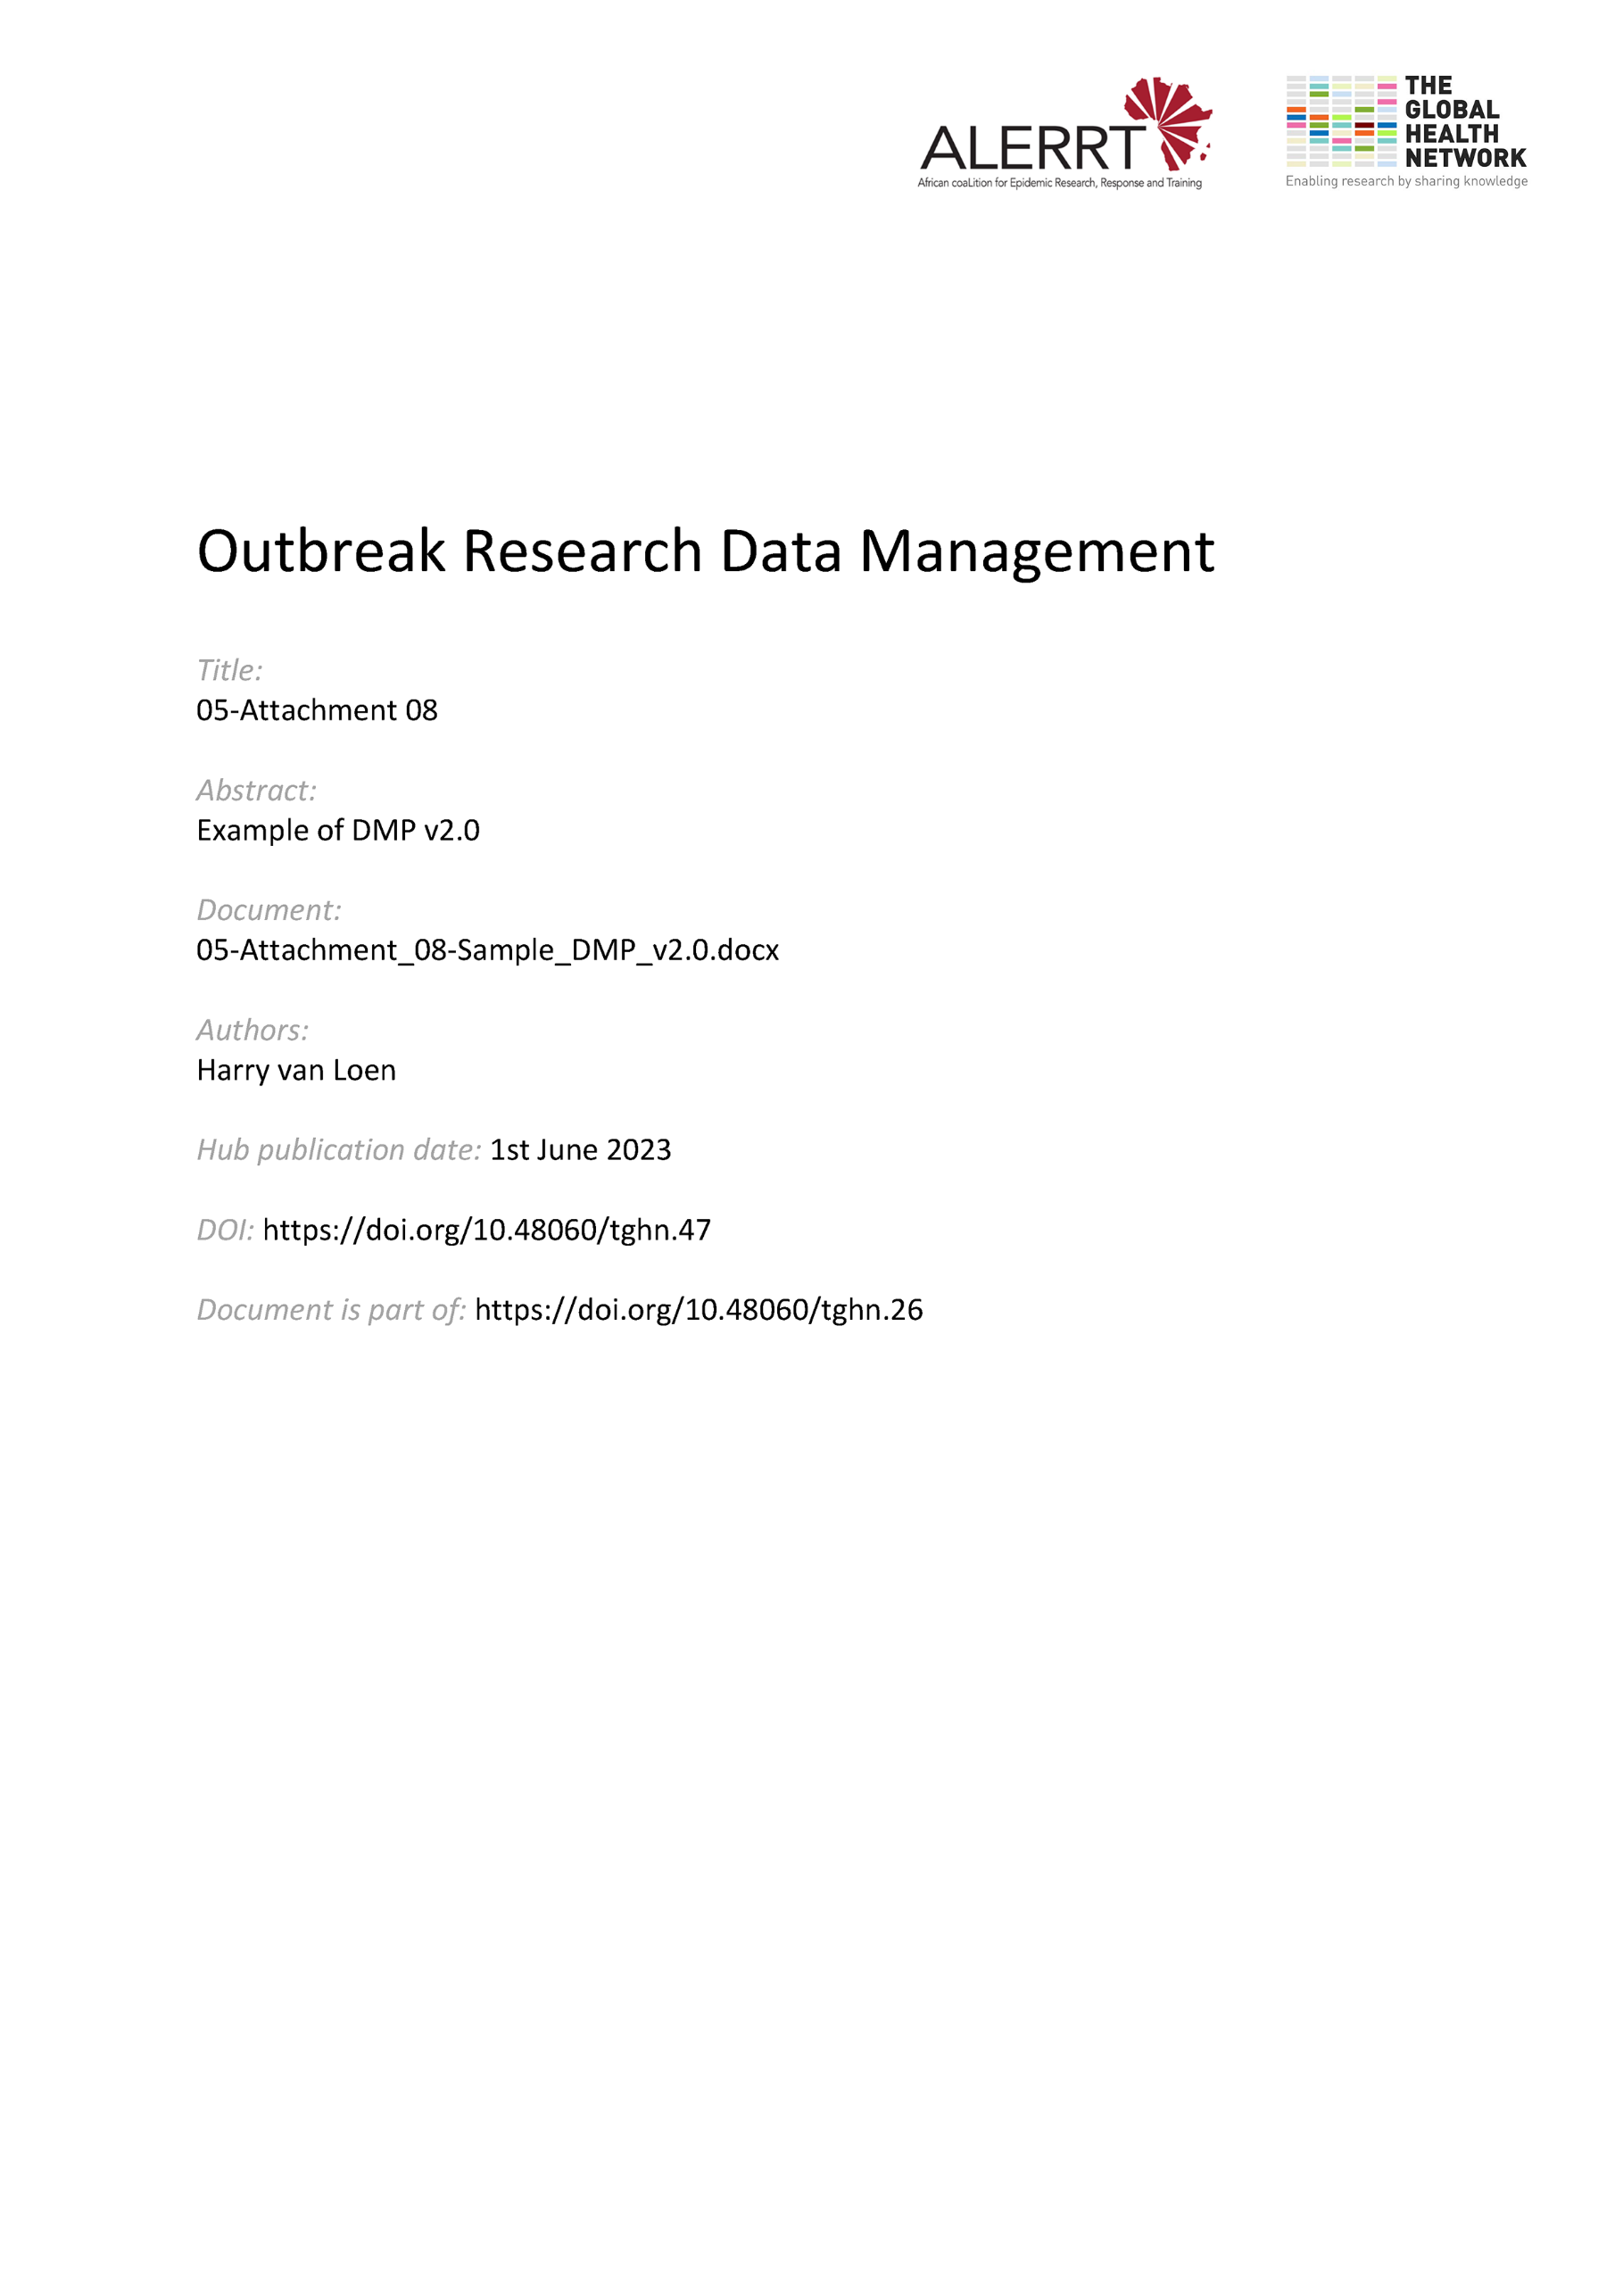 ALERRT
African coaLition for Epidemic Research, Response and Training
THE
GLOBAL
HEALTH
NETWORK
Enabling research by sharing knowledge
Outbreak Research Data Management
Title:
05-Attachment 08
Abstract:
Example of DMP v2.0
Document:
05-Attachment_08-Sample_DMP_v2.0.docx
Authors:
Harry van Loen
Hub publication date: 1st June 2023
DOI: https://doi.org/10.48060/tghn.47
Document is part of: https://doi.org/10.48060/tghn.26